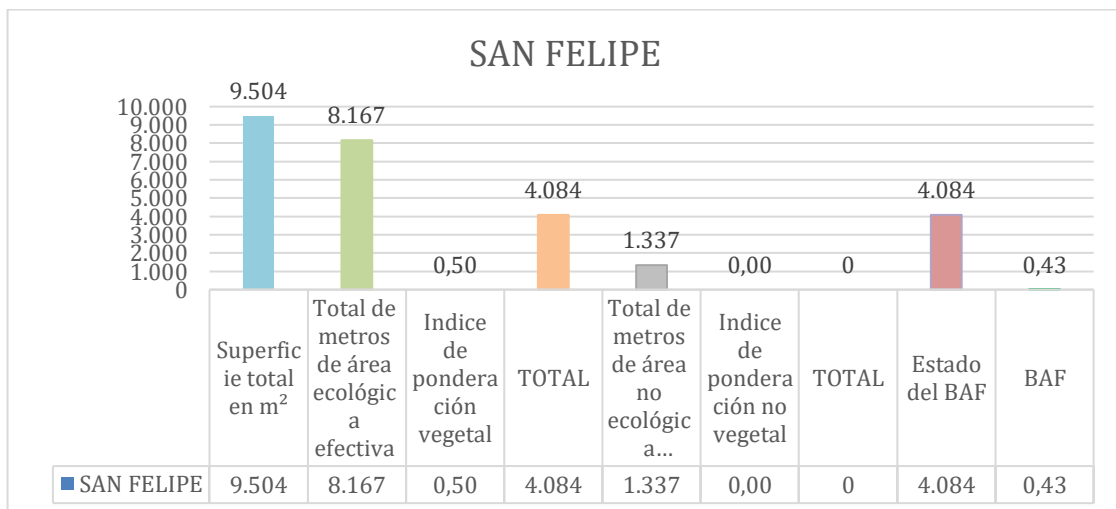 SAN FELIPE
9.504
8.167
0,50
4.084
1.337
0,00
0
4.084
0,43
10.000
9.000
8.000
7.000
6.000
5.000
4.000
3.000
2.000
1.000
0
Superfic
ie total
en m²
Total de
metros
de área
ecológic
a
efectiva
Indice
de
pondera
ción
vegetal
TOTAL
Total de
metros
de área
no
ecológic
a...
Indice
de
pondera
ción no
vegetal
TOTAL
Estado
del BAF
BAF
SAN FELIPE 9.504 8.167 0,50 4.084 1.337 0,00 0 4.084 0,43